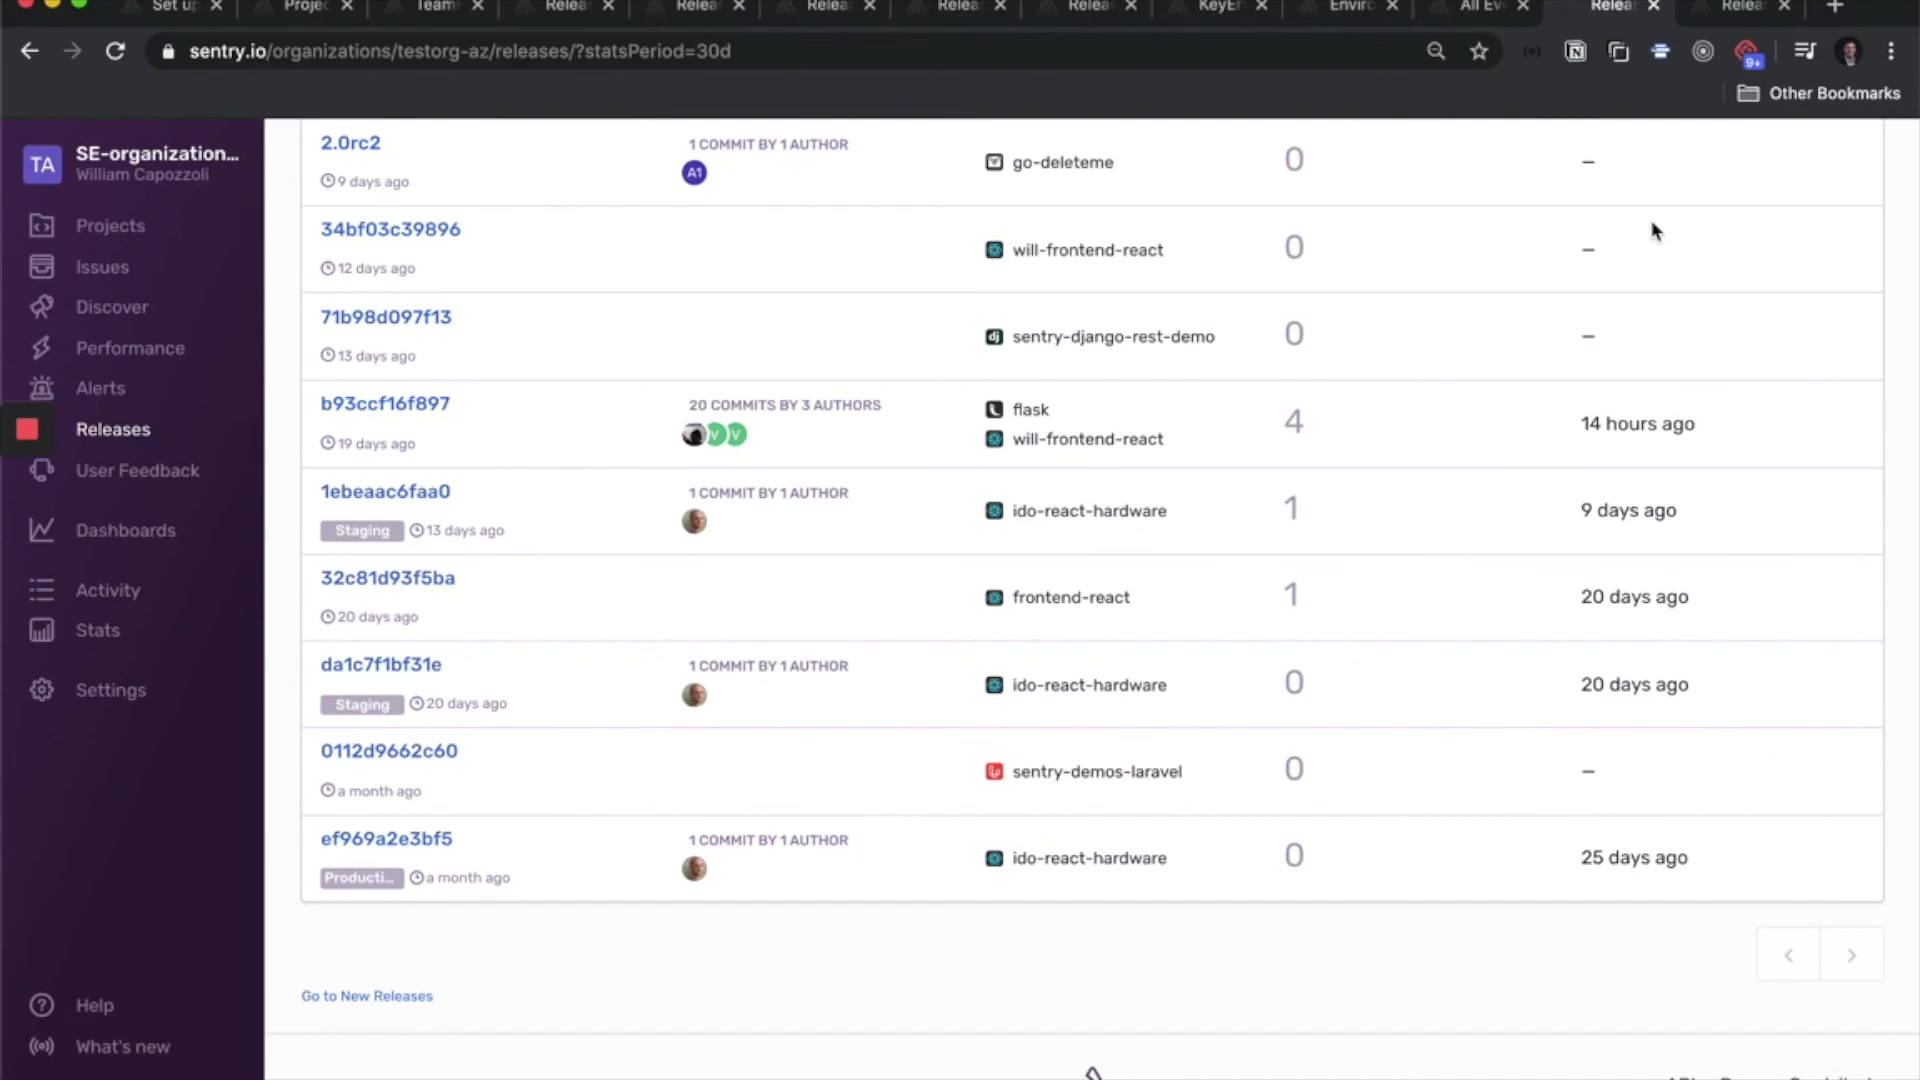 Set up
Projec
Team
Relea
Relea
Relea
Relea
Relea
KeyEr
Enviro
All Ev
Relea
Relea
sentry.io/organizations/testorg-az/releases/?statsPeriod=30d
9+
Other Bookmarks
TA
SE-organization...
William Capozzoli
Projects
Issues
Discover
Performance
Alerts
Releases
User Feedback
Dashboards
Activity
Stats
Settings
Help
What's new
2.0rc2
9 days ago
1 COMMIT BY 1 AUTHOR
A1
go-deleteme
0
–
34bf03c39896
12 days ago
will-frontend-react
0
–
71b98d097f13
13 days ago
dj
sentry-django-rest-demo
0
–
b93ccf16f897
19 days ago
20 COMMITS BY 3 AUTHORS
V V
flask
will-frontend-react
4
14 hours ago
1ebeaac6faa0
Staging 13 days ago
1 COMMIT BY 1 AUTHOR
ido-react-hardware
1
9 days ago
32c81d93f5ba
20 days ago
frontend-react
1
20 days ago
da1c7f1bf31e
Staging 20 days ago
1 COMMIT BY 1 AUTHOR
ido-react-hardware
0
20 days ago
0112d9662c60
a month ago
sentry-demos-laravel
0
–
ef969a2e3bf5
Producti... a month ago
1 COMMIT BY 1 AUTHOR
ido-react-hardware
0
25 days ago
Go to New Releases